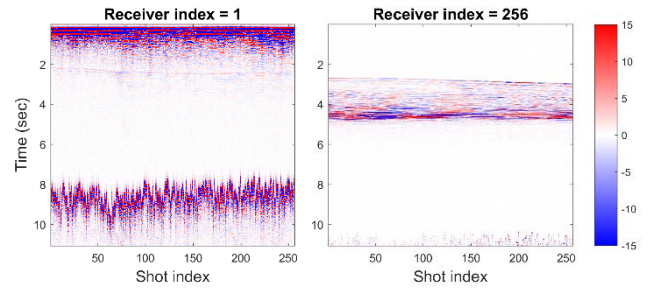 Receiver index = 1
Receiver index = 256
Time (sec)
2
4
6
8
10
50 100 150 200 250
Shot index
2
4
6
8
10
50 100 150 200 250
Shot index
15
10
5
0
-5
-10
-15